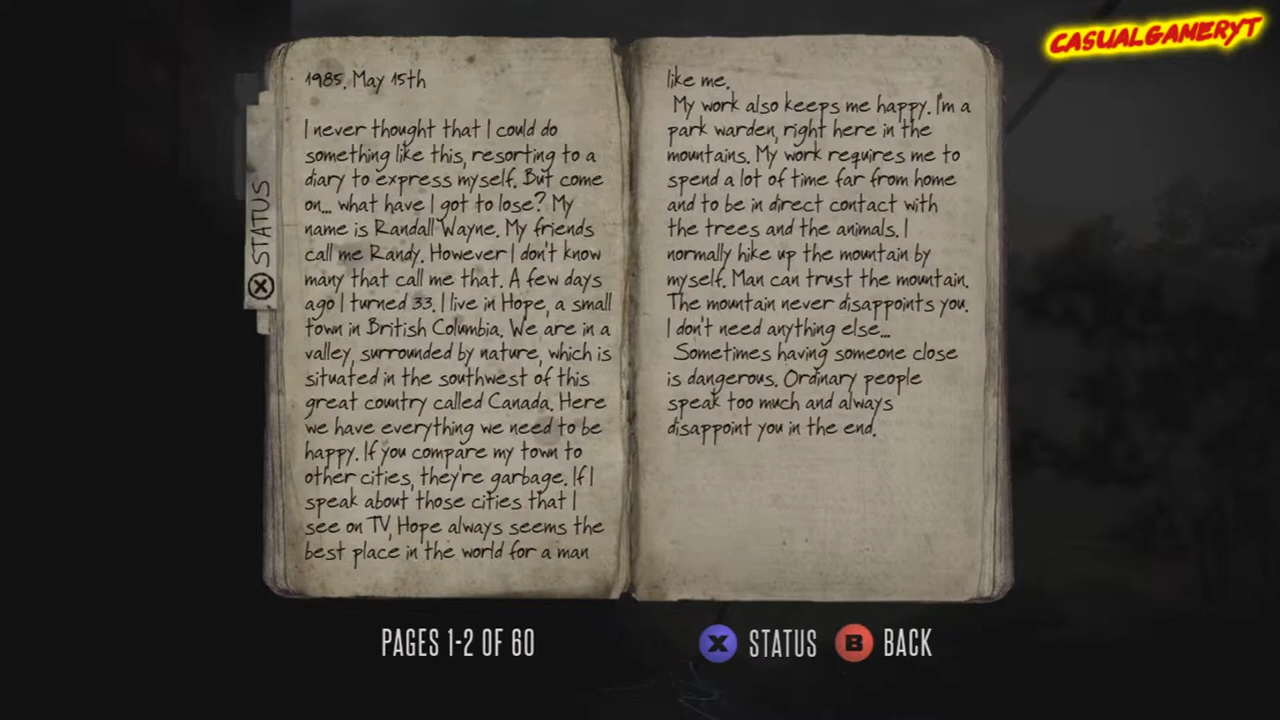 CASUALGAMERYT
1985. May 15th
I never thought that I could do
something like this, resorting to a
diary to express myself. But come
on... what have I got to lose? My
name is Randall Wayne. My friends
call me Randy. However I don't know
many that call me that. A few days
ago I turned 33. I live in Hope, a small
town in British Columbia. We are in a
valley, surrounded by nature, which is
situated in the southwest of this
great country called Canada. Here
we have everything we need to be
happy. If you compare my town to
other cities, they're garbage. If I
speak about those cities that I
see on TV, Hope always seems the
best place in the world for a man
like me.
My work also keeps me happy. I'm a
park warden, right here in the
mountains. My work requires me to
spend a lot of time far from home
and to be in direct contact with
the trees and the animals. I
normally hike up the mountain by
myself. Man can trust the mountain.
The mountain never disappoints you.
I don't need anything else...
Sometimes having someone close
is dangerous. Ordinary people
speak too much and always
disappoint you in the end.
X STATUS
PAGES 1-2 OF 60
X STATUS B BACK